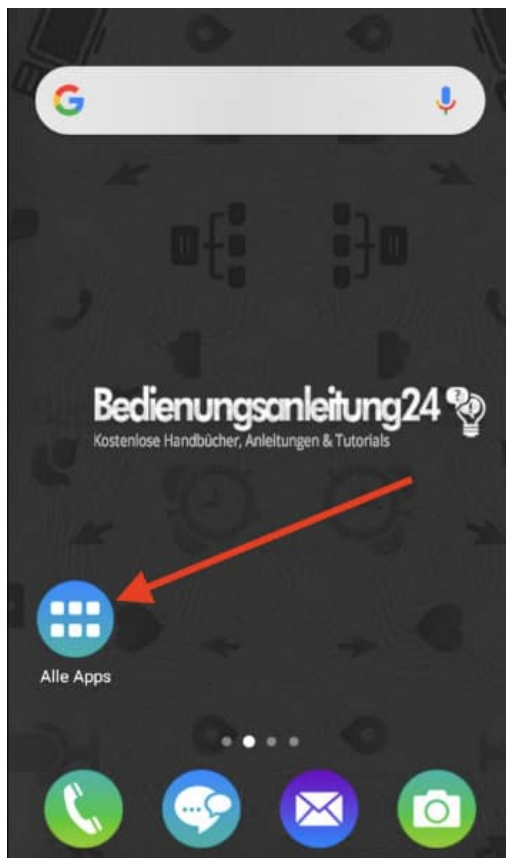 Bedienungsanleitung24
Kostenlose Handbücher, Anleitungen & Tutorials
Alle Apps